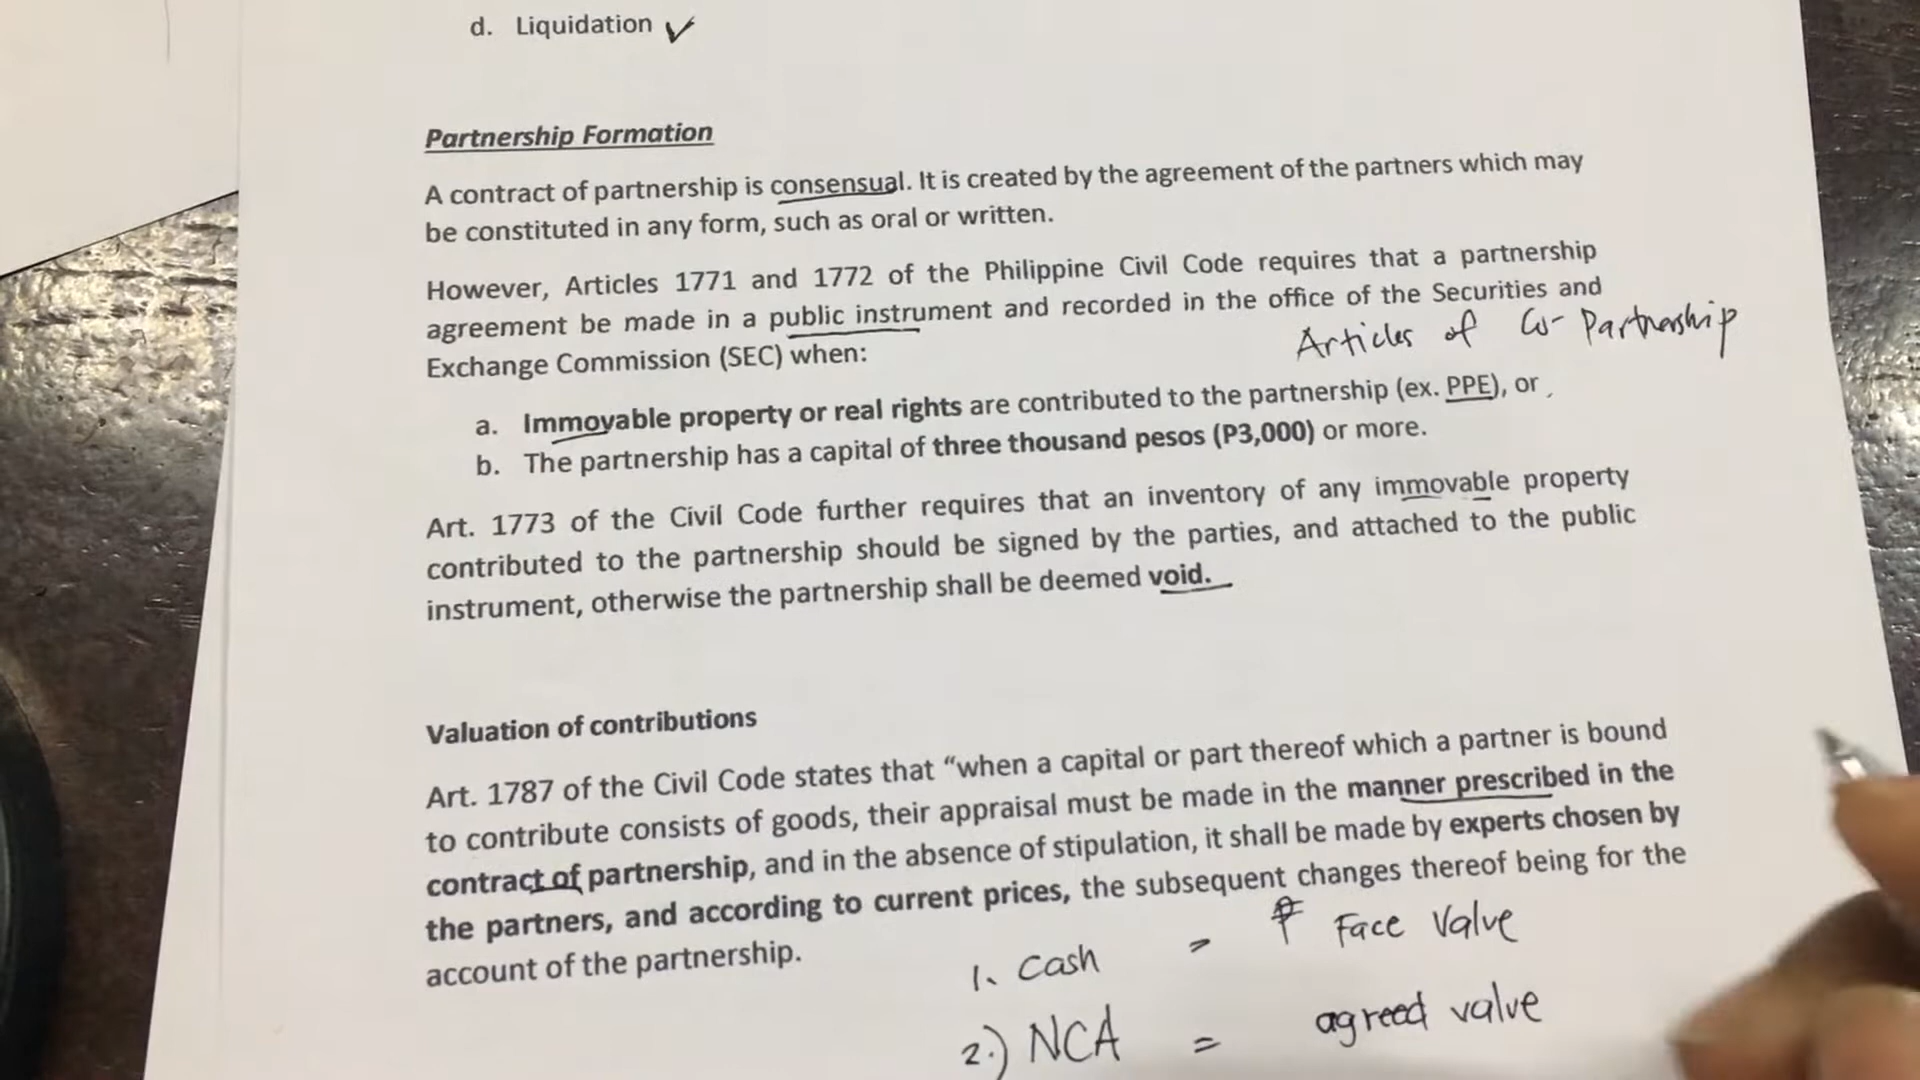 d. Liquidation ✓
Partnership Formation
A contract of partnership is consensual. It is created by the agreement of the partners which may
be constituted in any form, such as oral or written.
However, Articles 1771 and 1772 of the Philippine Civil Code requires that a partnership
agreement be made in a public instrument and recorded in the office of the Securities and
Exchange Commission (SEC) when:
Articles of Co-Partnership
a. Immovable property or real rights are contributed to the partnership (ex. PPE), or
b. The partnership has a capital of three thousand pesos (P3,000) or more.
Art. 1773 of the Civil Code further requires that an inventory of any immovable property
contributed to the partnership should be signed by the parties, and attached to the public
instrument, otherwise the partnership shall be deemed void.
Valuation of contributions
Art. 1787 of the Civil Code states that “when a capital or part thereof which a partner is bound
to contribute consists of goods, their appraisal must be made in the manner prescribed in the
contract of partnership, and in the absence of stipulation, it shall be made by experts chosen by
the partners, and according to current prices, the subsequent changes thereof being for the
account of the partnership.
1. Cash = ₱ Face Value
2.) NCA = agreed value